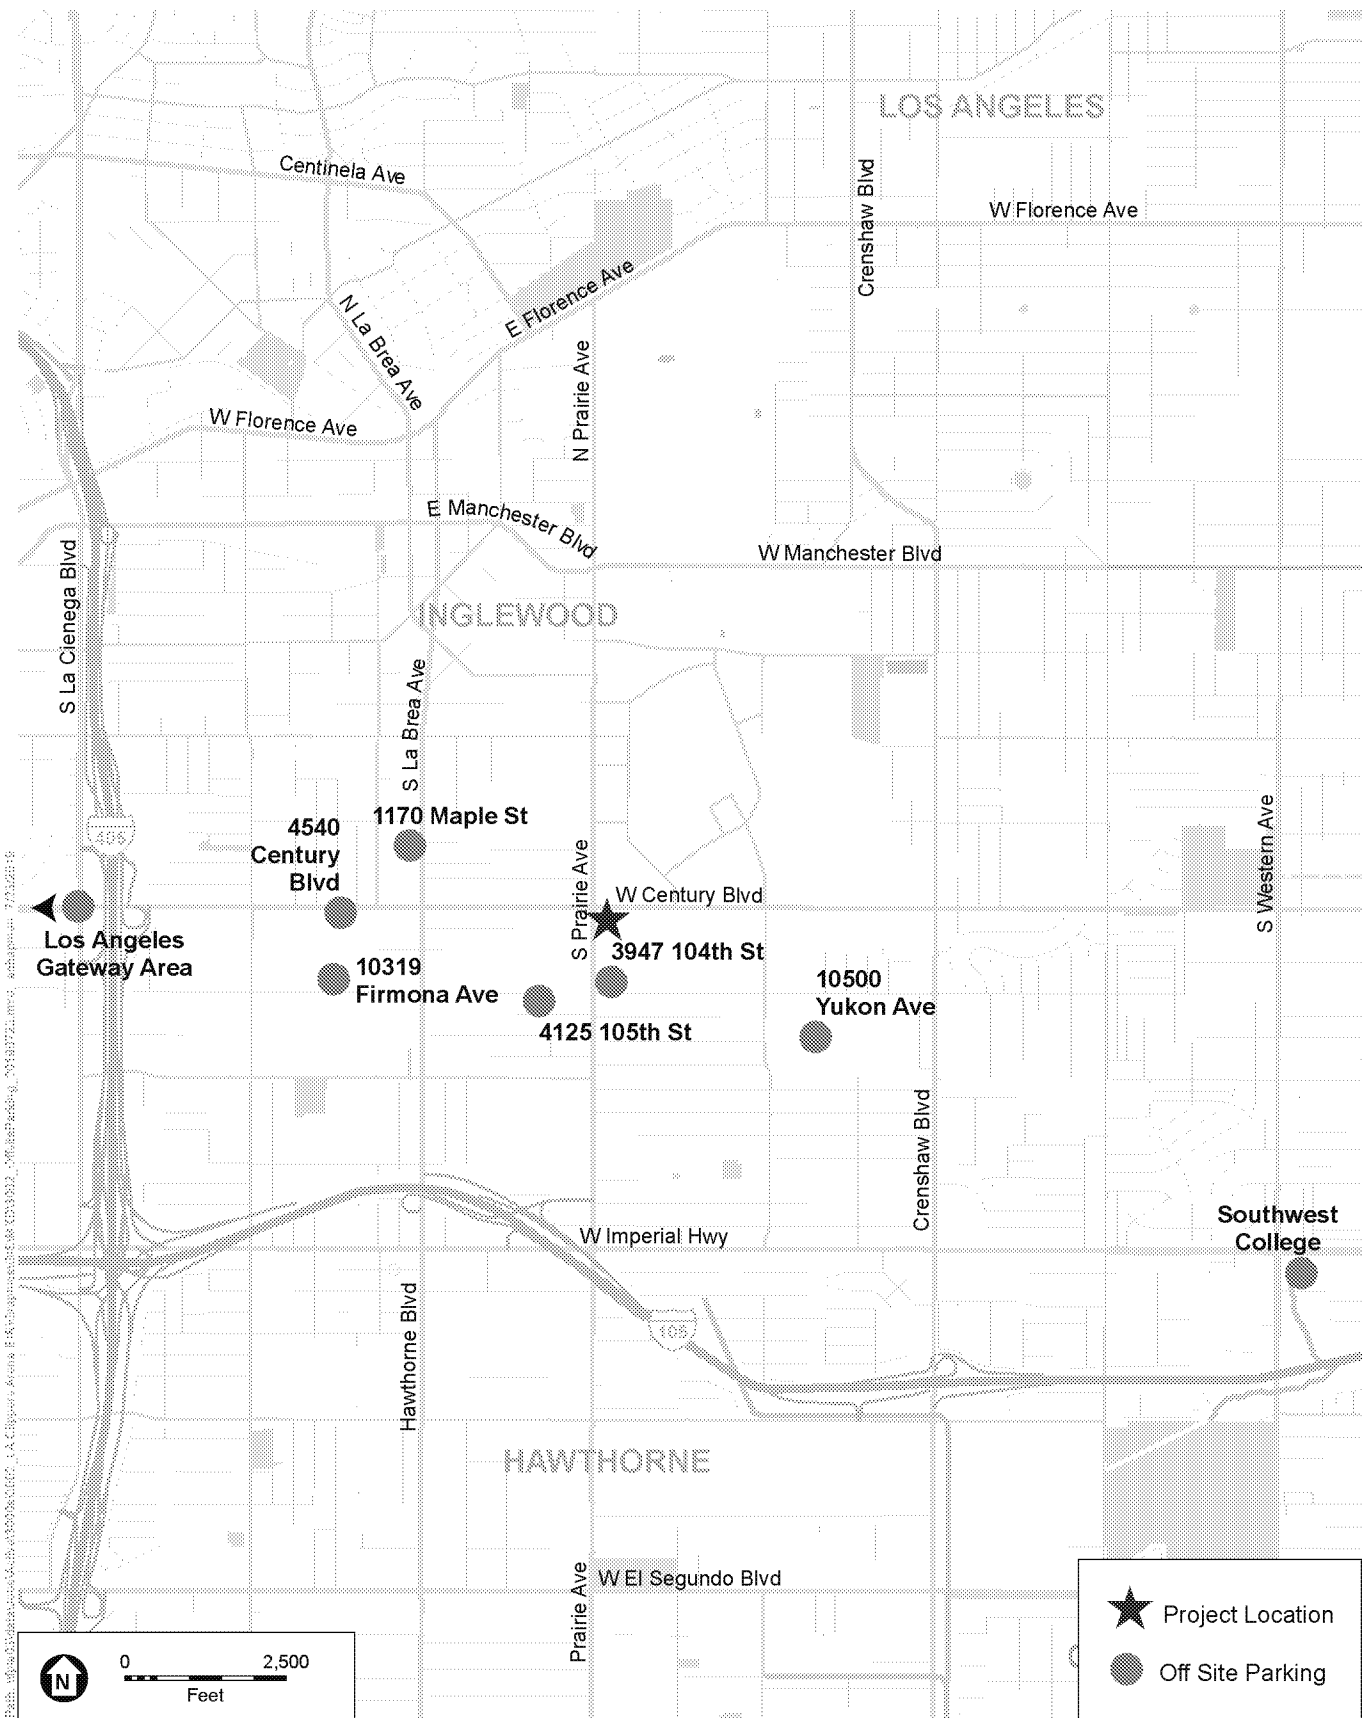 LOS ANGELES
Centinela Ave
Crenshaw Blvd
W Florence Ave
E Florence Ave
N La Brea Ave
N Prairie Ave
W Florence Ave
E Manchester Blvd
W Manchester Blvd
S La Cienega Blvd
INGLEWOOD
S La Brea Ave
1170 Maple St
4540
Century
Blvd
405
S Prairie Ave
W Century Blvd
S Western Ave
Los Angeles
Gateway Area
3947 104th St
10319
Firmona Ave
10500
Yukon Ave
4125 105th St
Crenshaw Blvd
Southwest
College
W Imperial Hwy
Hawthorne Blvd
105
HAWTHORNE
Prairie Ave
W El Segundo Blvd
Project Location
Off Site Parking
N
0 2,500
Feet